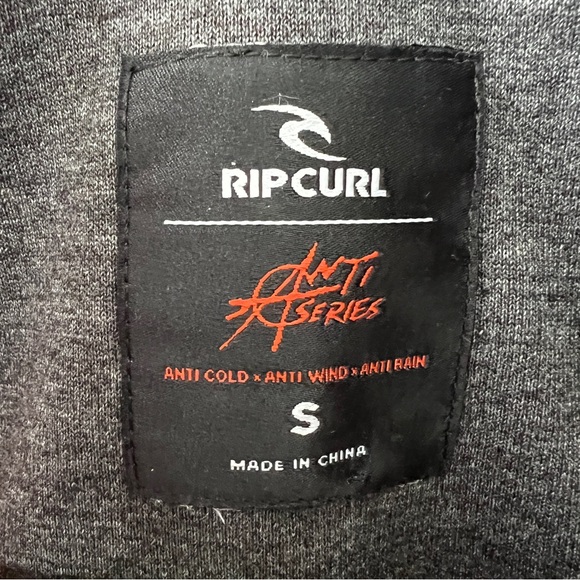 RIP CURL
ANTI
SERIES
ANTI COLD x ANTI WIND x ANTI RAIN
S
MADE IN CHINA